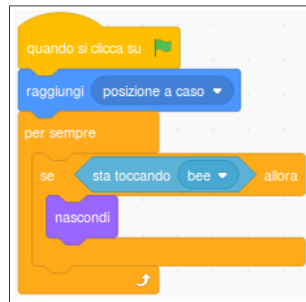 quando si clicca su
raggiungi posizione a caso
per sempre
se sta toccando bee allora
nascondi